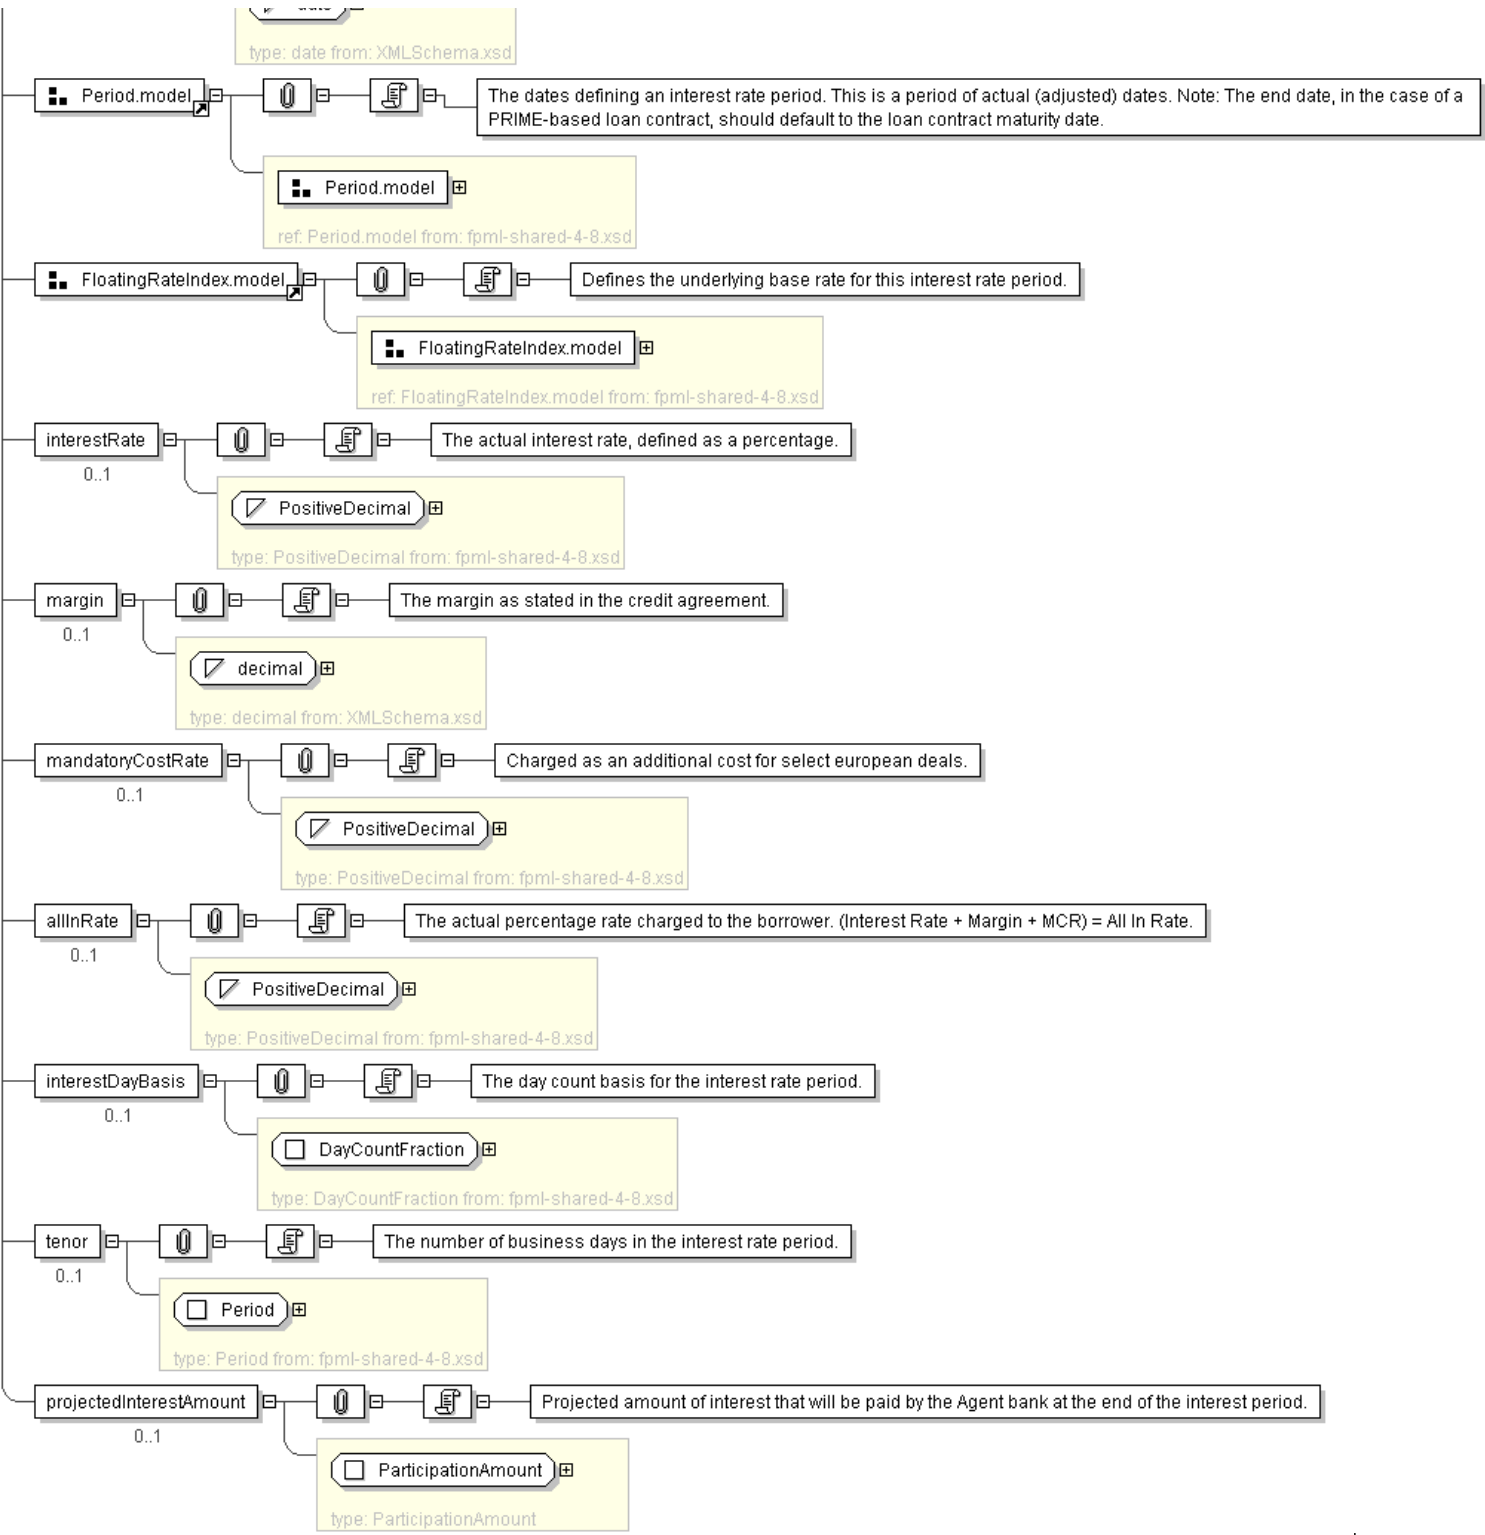 type: date from: XMLSchema.xsd
Period.model
The dates defining an interest rate period. This is a period of actual (adjusted) dates. Note: The end date, in the case of a
PRIME-based loan contract, should default to the loan contract maturity date.
Period.model
ref: Period.model from: fpml-shared-4-8.xsd
FloatingRateIndex.model
Defines the underlying base rate for this interest rate period.
FloatingRateIndex.model
ref: FloatingRateIndex.model from: fpml-shared-4-8.xsd
interestRate
The actual interest rate, defined as a percentage.
0..1
PositiveDecimal
type: PositiveDecimal from: fpml-shared-4-8.xsd
margin
The margin as stated in the credit agreement.
0..1
decimal
type: decimal from: XMLSchema.xsd
mandatoryCostRate
Charged as an additional cost for select european deals.
0..1
PositiveDecimal
type: PositiveDecimal from: fpml-shared-4-8.xsd
allInRate
The actual percentage rate charged to the borrower. (Interest Rate + Margin + MCR) = All In Rate.
0..1
PositiveDecimal
type: PositiveDecimal from: fpml-shared-4-8.xsd
interestDayBasis
The day count basis for the interest rate period.
0..1
DayCountFraction
type: DayCountFraction from: fpml-shared-4-8.xsd
tenor
The number of business days in the interest rate period.
0..1
Period
type: Period from: fpml-shared-4-8.xsd
projectedInterestAmount
Projected amount of interest that will be paid by the Agent bank at the end of the interest period.
0..1
ParticipationAmount
type: ParticipationAmount